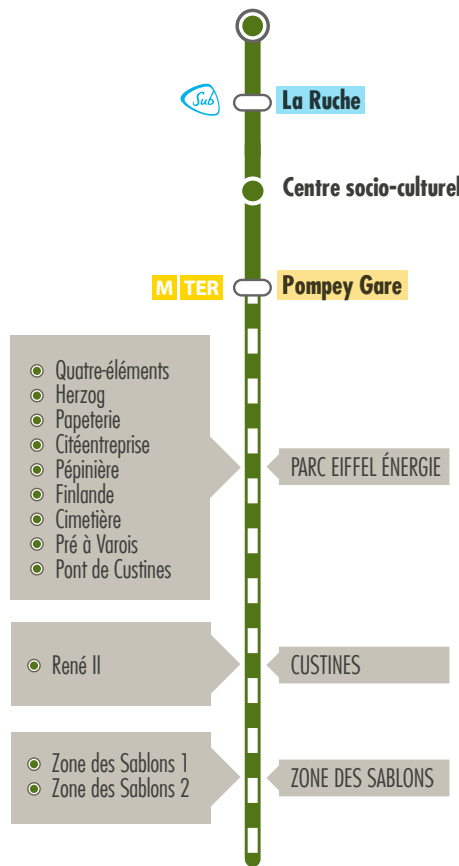 Sub
La Ruche
Centre socio-culturel
M TER
Pompey Gare
Quatre-éléments
Herzog
Papeterie
Citéentreprise
Pépinière
Finlande
Cimetière
Pré à Varois
Pont de Custines
PARC EIFFEL ÉNERGIE
René II
CUSTINES
Zone des Sablons 1
Zone des Sablons 2
ZONE DES SABLONS